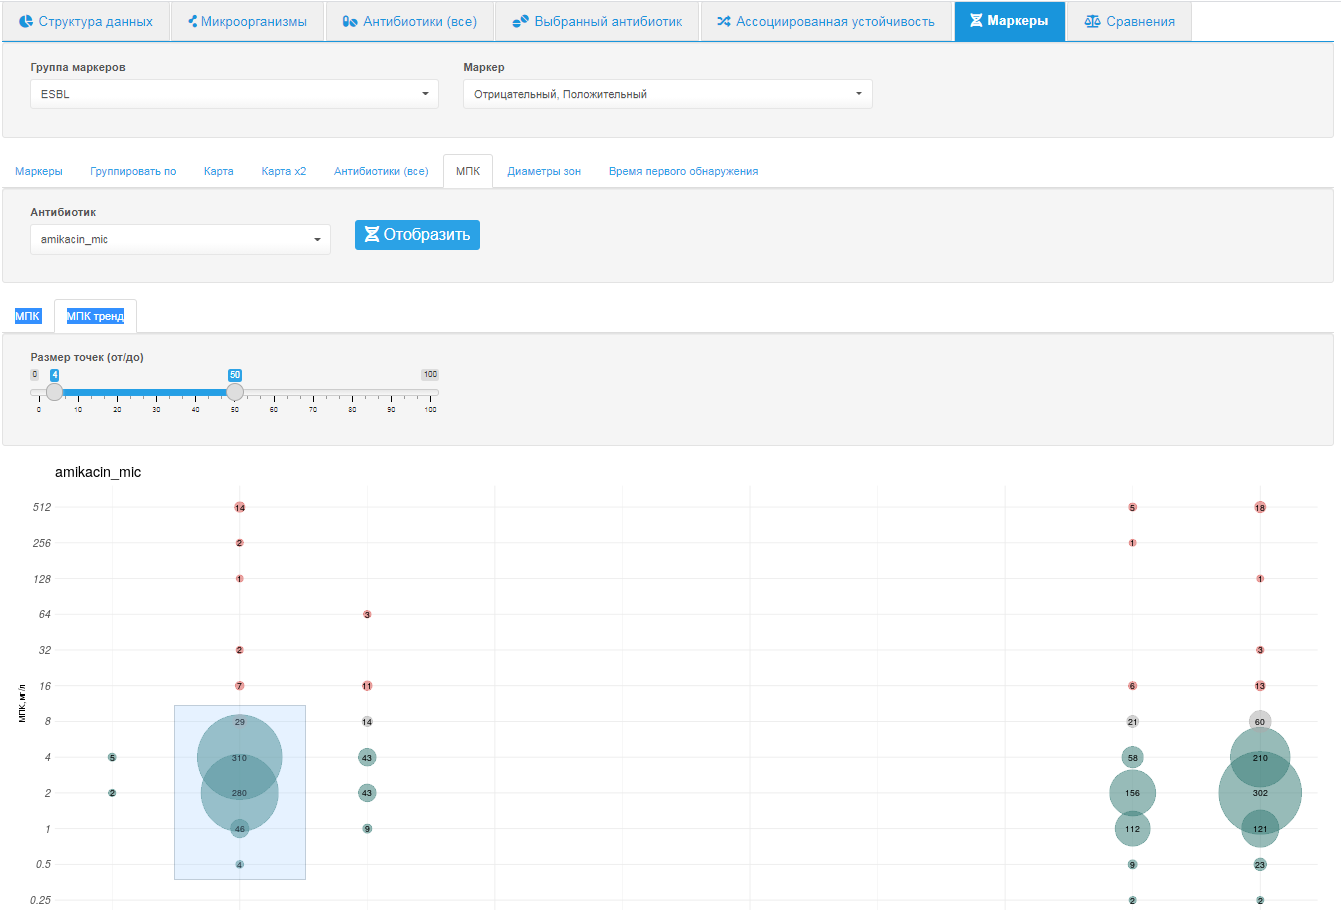 Структура данных Микроорганизмы Антибиотики (все) Выбранный антибиотик Ассоциированная устойчивость Маркеры Сравнения
Группа маркеров Маркер
ESBL Отрицательный, Положительный
Маркеры Группировать по Карта Карта x2 Антибиотики (все) МПК Диаметры зон Время первого обнаружения
Антибиотик
amikacin_mic Отобразить
МПК МПК тренд
Размер точек (от/до)
0 4 50 100
0 10 20 30 40 50 60 70 80 90 100
amikacin_mic
512 14 5 18
256 2 1
128 1 1
64 3
32 2 3
16 7 11 6 13
МПК, мг/л
8 29 14 21 60
4 5 310 43 58 210
2 2 280 43 156 302
1 46 9 112 121
0.5 4 9 23
0.25 2 2